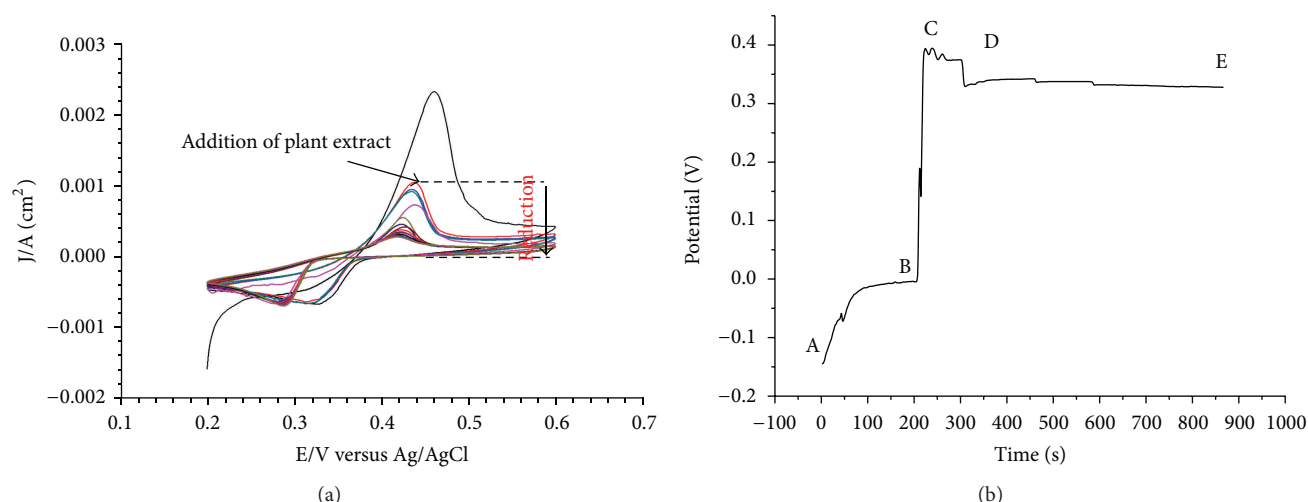 0.003
0.002
0.001
0.000
−0.001
−0.002
J/A (cm²)
Addition of plant extract
Reduction
0.1 0.2 0.3 0.4 0.5 0.6 0.7
E/V versus Ag/AgCl
(a)
0.4
0.3
0.2
0.1
0.0
−0.1
−0.2
Potential (V)
A
B
C
D
E
−100 0 100 200 300 400 500 600 700 800 900 1000
Time (s)
(b)